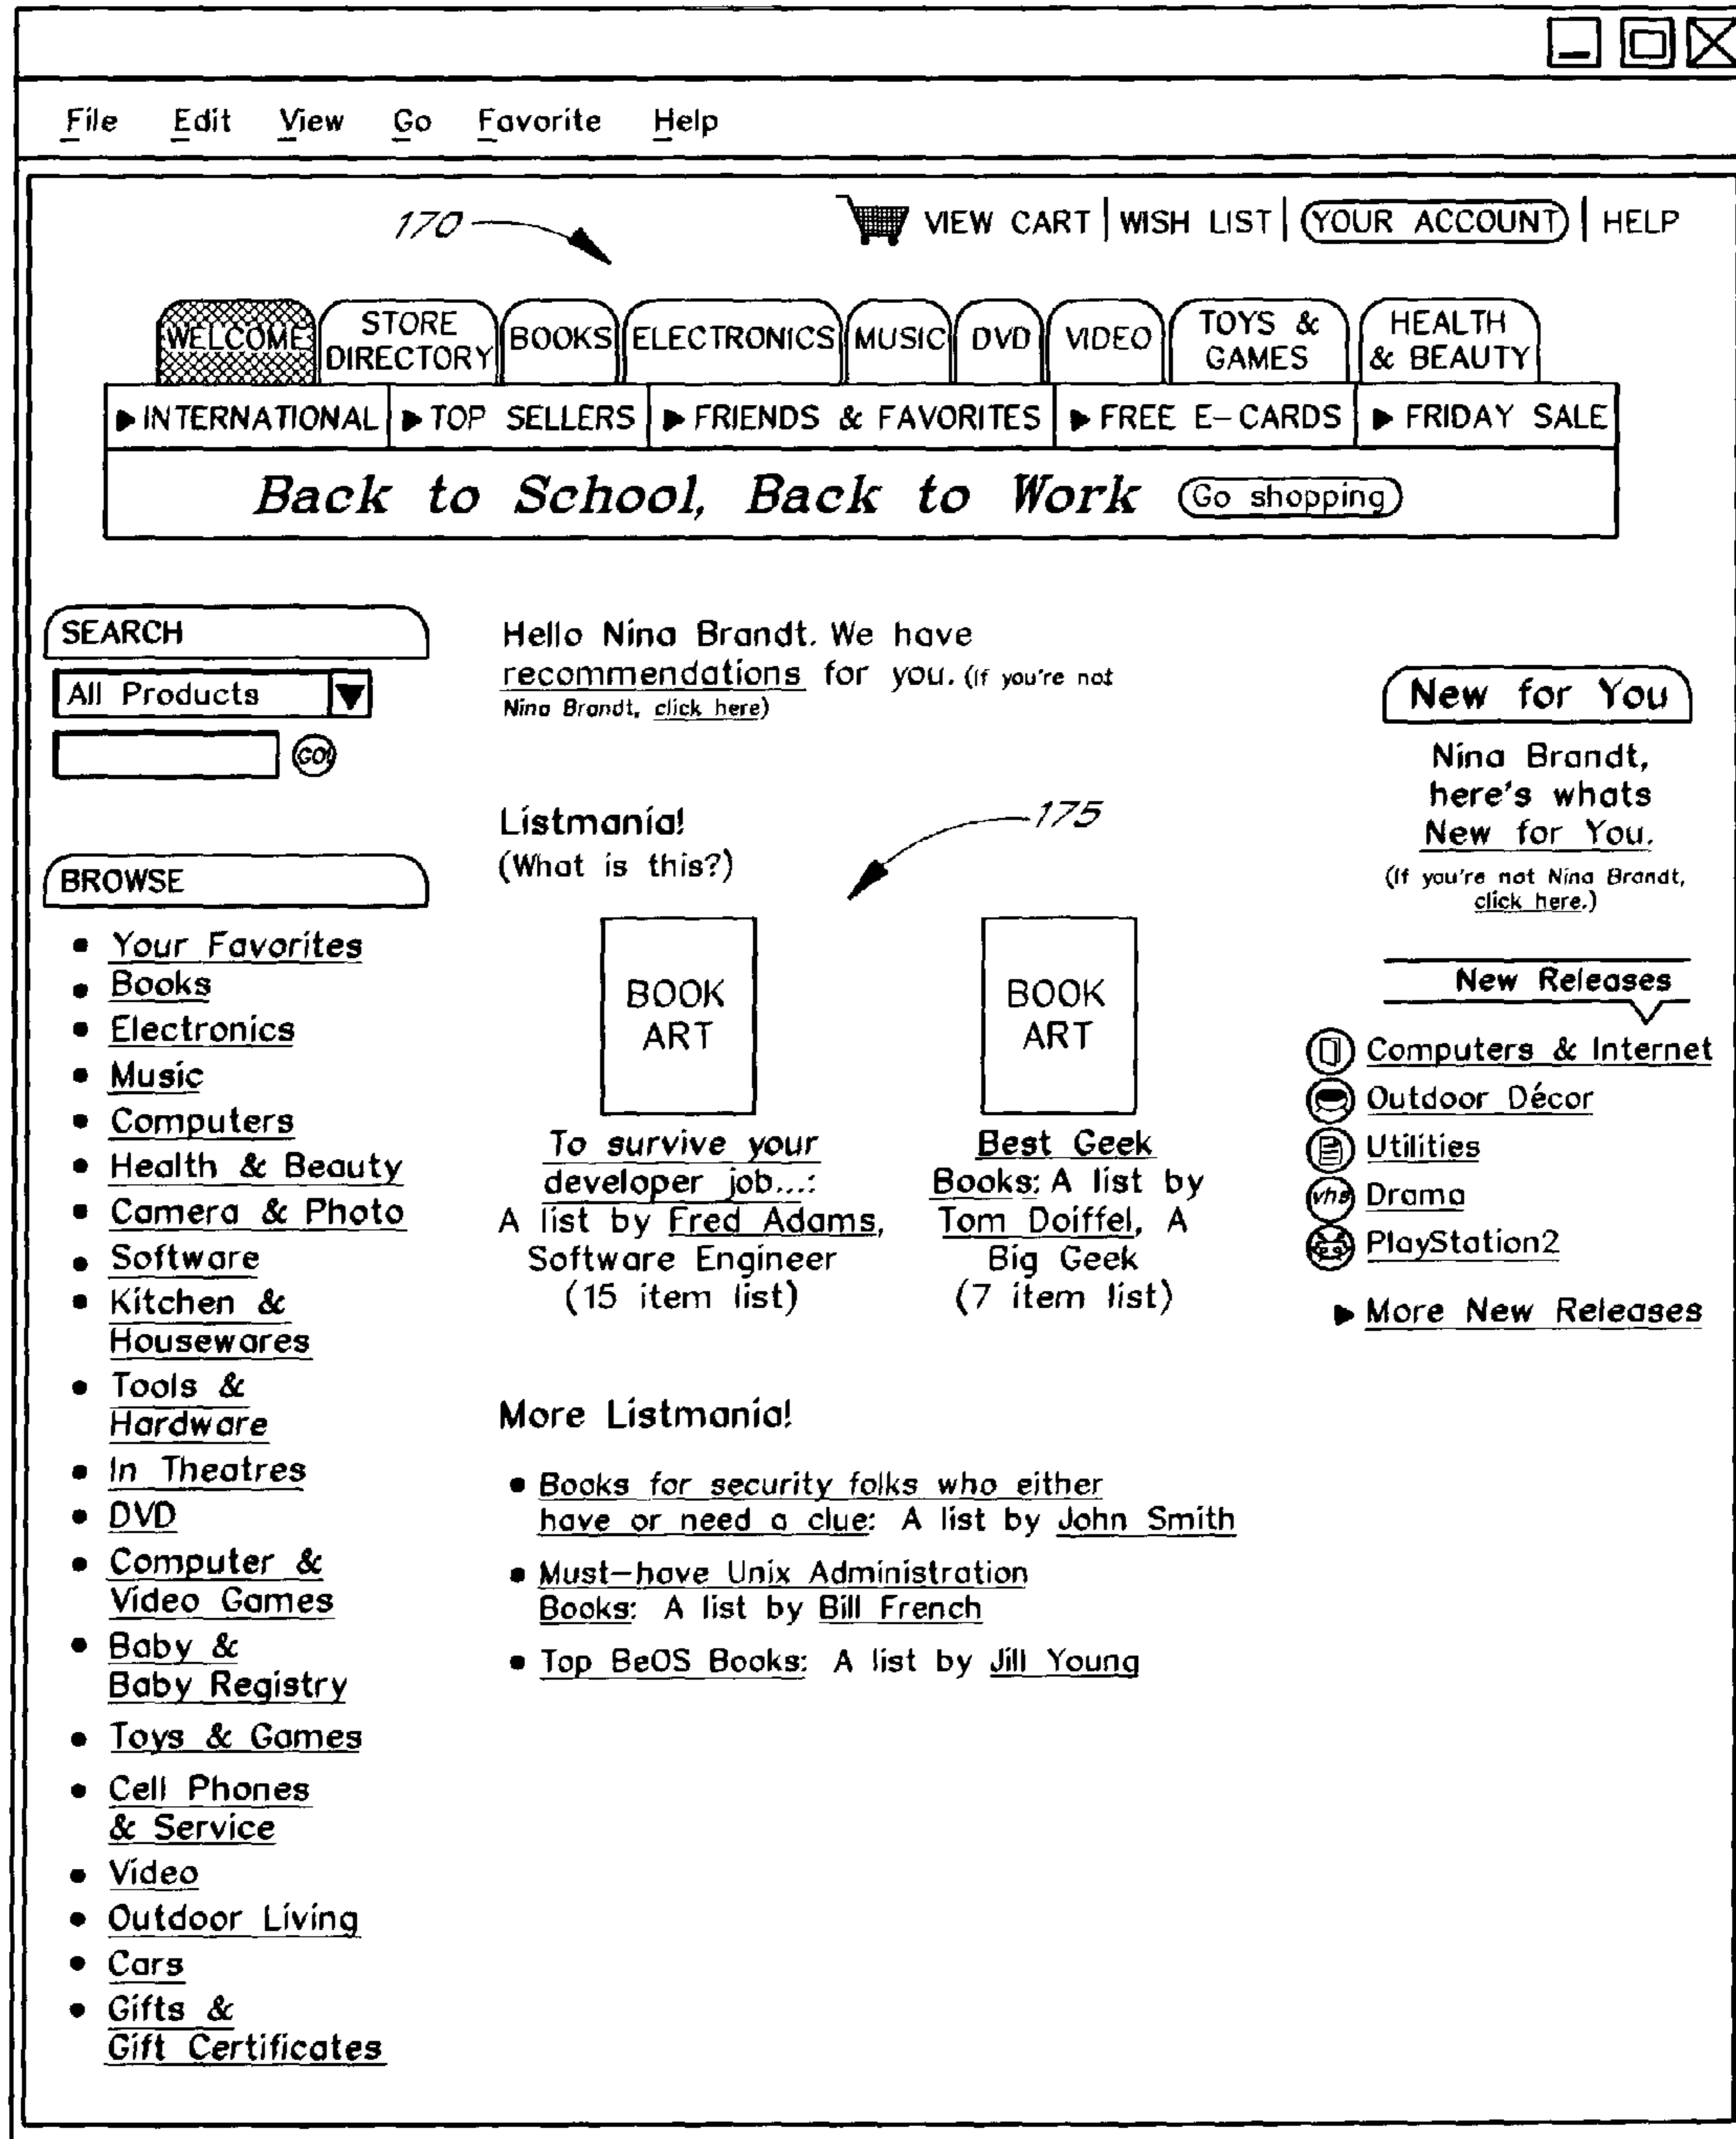 File Edit View Go Favorite Help
170
VIEW CART | WISH LIST | YOUR ACCOUNT | HELP
WELCOME
STORE
DIRECTORY
BOOKS
ELECTRONICS
MUSIC
DVD
VIDEO
TOYS &
GAMES
HEALTH
& BEAUTY
INTERNATIONAL
TOP SELLERS
FRIENDS & FAVORITES
FREE E-CARDS
FRIDAY SALE
Back to School, Back to Work
Go shopping
SEARCH
All Products
GO!
BROWSE
• Your Favorites
• Books
• Electronics
• Music
• Computers
• Health & Beauty
• Camera & Photo
• Software
• Kitchen &
Housewares
• Tools &
Hardware
• In Theatres
• DVD
• Computer &
Video Games
• Baby &
Baby Registry
• Toys & Games
• Cell Phones
& Service
• Video
• Outdoor Living
• Cars
• Gifts &
Gift Certificates
Hello Nina Brandt. We have
recommendations for you. (If you're not
Nina Brandt, click here)
Listmania!
(What is this?)
175
BOOK
ART
To survive your
developer job...:
A list by Fred Adams,
Software Engineer
(15 item list)
BOOK
ART
Best Geek
Books: A list by
Tom Doiffel, A
Big Geek
(7 item list)
More Listmania!
• Books for security folks who either
have or need a clue: A list by John Smith
• Must-have Unix Administration
Books: A list by Bill French
• Top BeOS Books: A list by Jill Young
New for You
Nina Brandt,
here's whats
New for You.
(If you're not Nina Brandt,
click here.)
New Releases
Computers & Internet
Outdoor Décor
Utilities
vhs Drama
PlayStation2
More New Releases